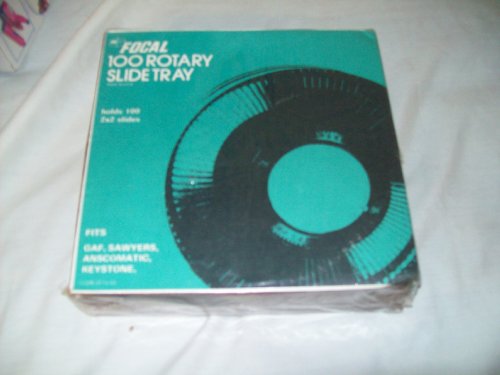 FOCAL
100 ROTARY
SLIDE TRAY
holds 100
2x2 slides
FITS
GAF, SAWYERS,
ANSCOMATIC,
KEYSTONE,